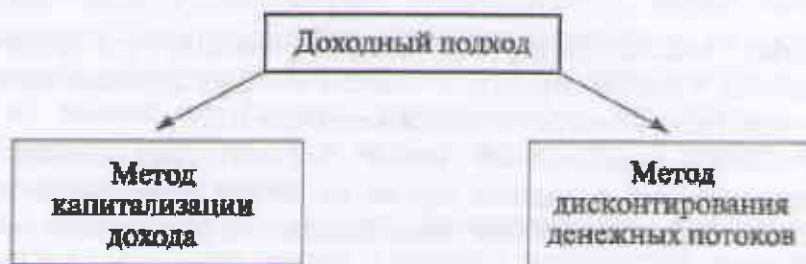 Доходный подход
Метод
капитализации
дохода
Метод
дисконтирования
денежных потоков